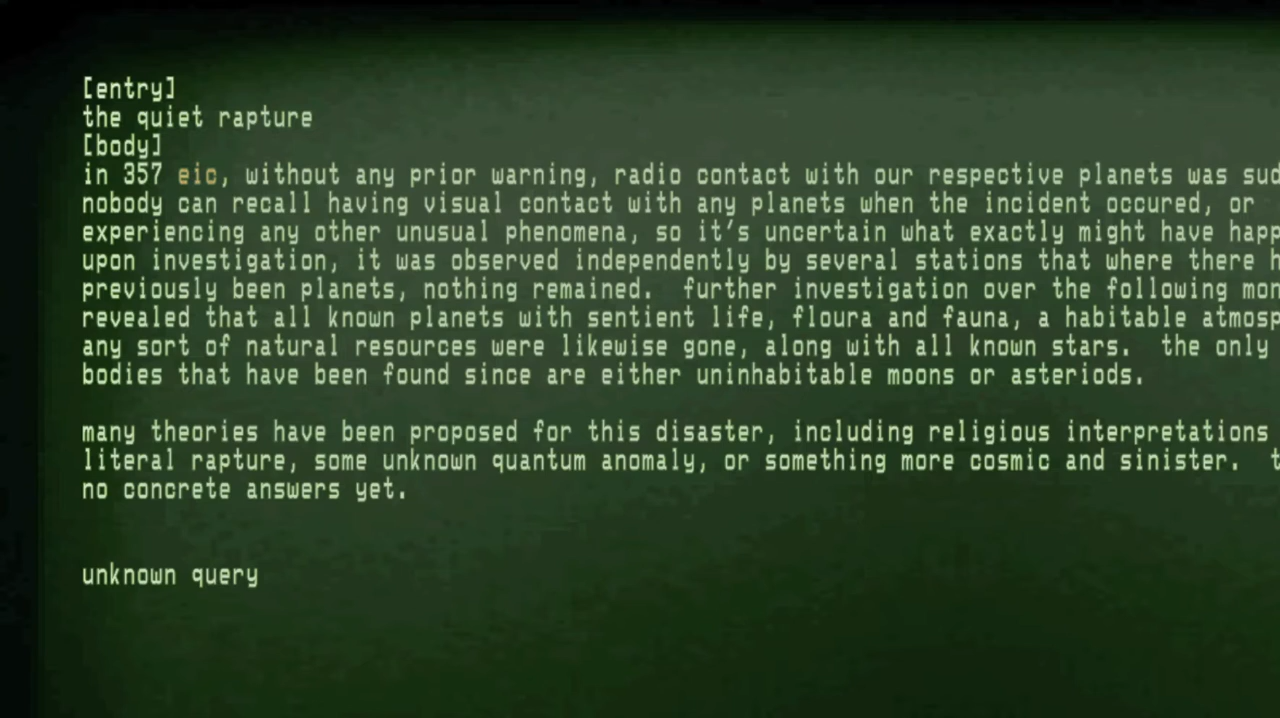 [entry]
the quiet rapture
[body]
in 357 eic, without any prior warning, radio contact with our respective planets was sud
nobody can recall having visual contact with any planets when the incident occured, or
experiencing any other unusual phenomena, so it's uncertain what exactly might have happ
upon investigation, it was observed independently by several stations that where there h
previously been planets, nothing remained.  further investigation over the following mon
revealed that all known planets with sentient life, floura and fauna, a habitable atmosp
any sort of natural resources were likewise gone, along with all known stars.  the only
bodies that have been found since are either uninhabitable moons or asteriods.
many theories have been proposed for this disaster, including religious interpretations
literal rapture, some unknown quantum anomaly, or something more cosmic and sinister.  t
no concrete answers yet.
unknown query